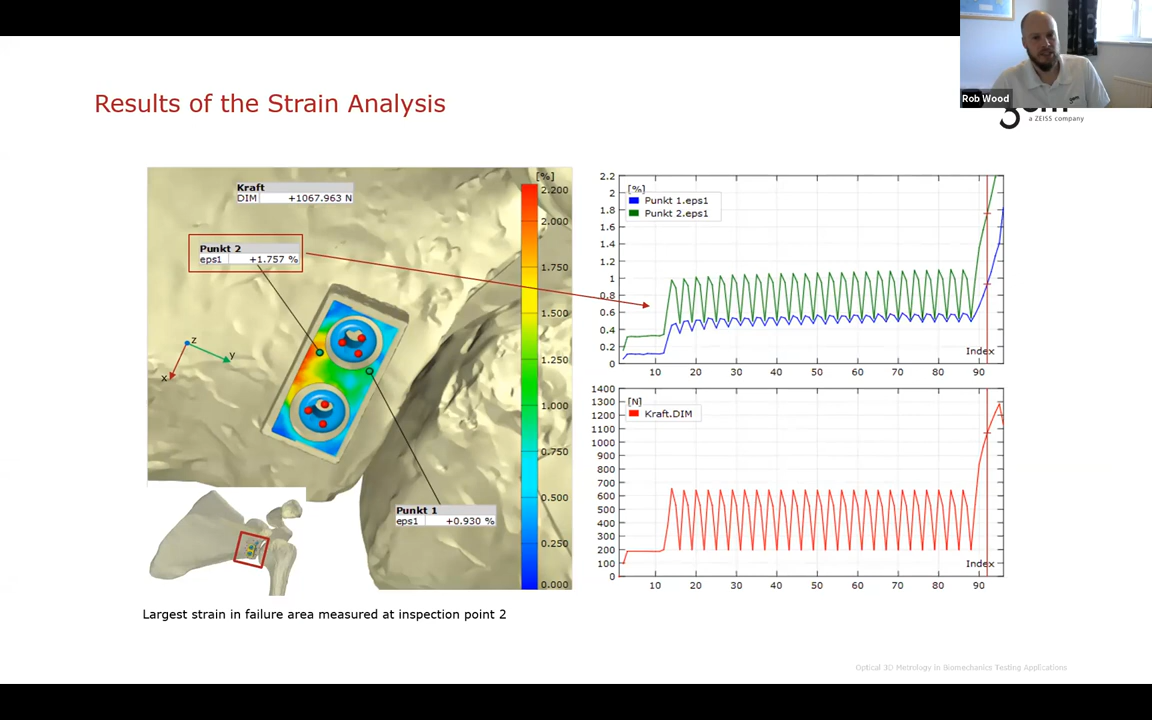 Results of the Strain Analysis
Rob Wood
a ZEISS company
Kraft
DIM +1067.963 N
Punkt 2
eps1 +1.757 %
z
y
x
Punkt 1
eps1 +0.930 %
[%]
2.200
2.000
1.750
1.500
1.250
1.000
0.750
0.500
0.250
0.000
[%]
Punkt 1.eps1
Punkt 2.eps1
2.2
2
1.8
1.6
1.4
1.2
1
0.8
0.6
0.4
0.2
0
Index
10 20 30 40 50 60 70 80 90
[N]
Kraft.DIM
1400
1300
1200
1100
1000
900
800
700
600
500
400
300
200
100
0
Index
10 20 30 40 50 60 70 80 90
Largest strain in failure area measured at inspection point 2
Optical 3D Metrology in Biomechanics Testing Applications